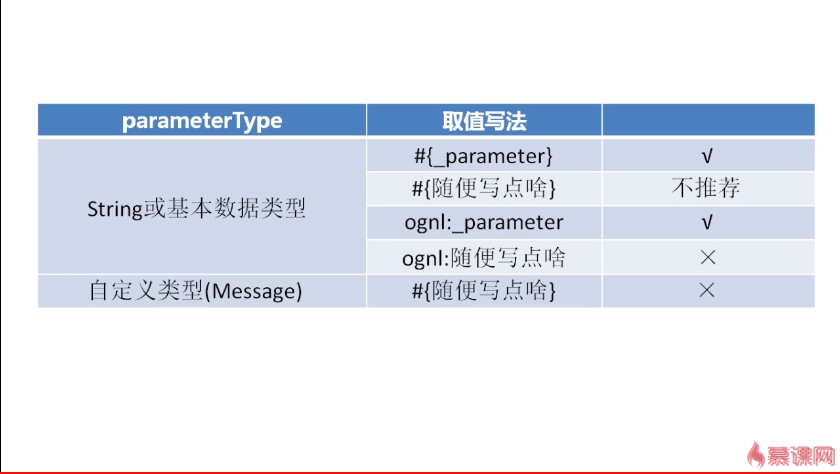 parameterType 取值写法
String或基本数据类型
#{_parameter} √
#{随便写点啥} 不推荐
ognl:_parameter √
ognl:随便写点啥 ×
自定义类型(Message) #{随便写点啥} ×
慕课网